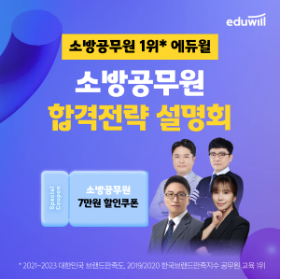 eduwill
소방공무원 1위* 에듀윌
소방공무원
합격전략 설명회
Special
Coupon
소방공무원
7만원 할인쿠폰
* 2021~2023 대한민국 브랜드만족도, 2019/2020 한국브랜드만족지수 공무원 교육 1위